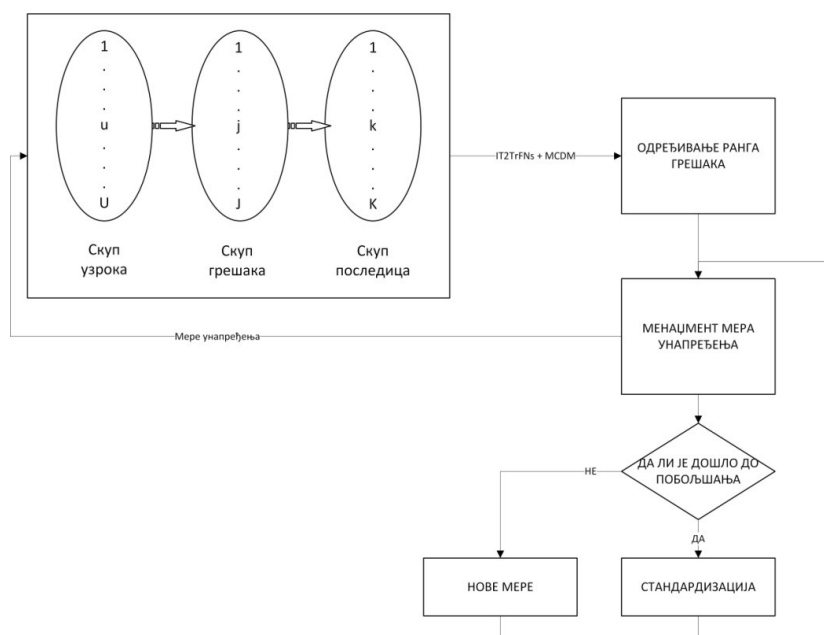 1
.
.
.
u
.
.
.
U
Скуп
узрока
1
.
.
.
j
.
.
.
J
Скуп
грешака
1
.
.
.
k
.
.
.
K
Скуп
последица
IT2TrFNs + MCDM
ОДРЕЂИВАЊЕ РАНГА
ГРЕШАКА
МЕНАЏМЕНТ МЕРА
УНАПРЕЂЕЊА
Мере унапређења
ДА ЛИ ЈЕ ДОШЛО ДО
ПОБОЉШАЊА
НЕ
ДА
НОВЕ МЕРЕ
СТАНДАРДИЗАЦИЈА